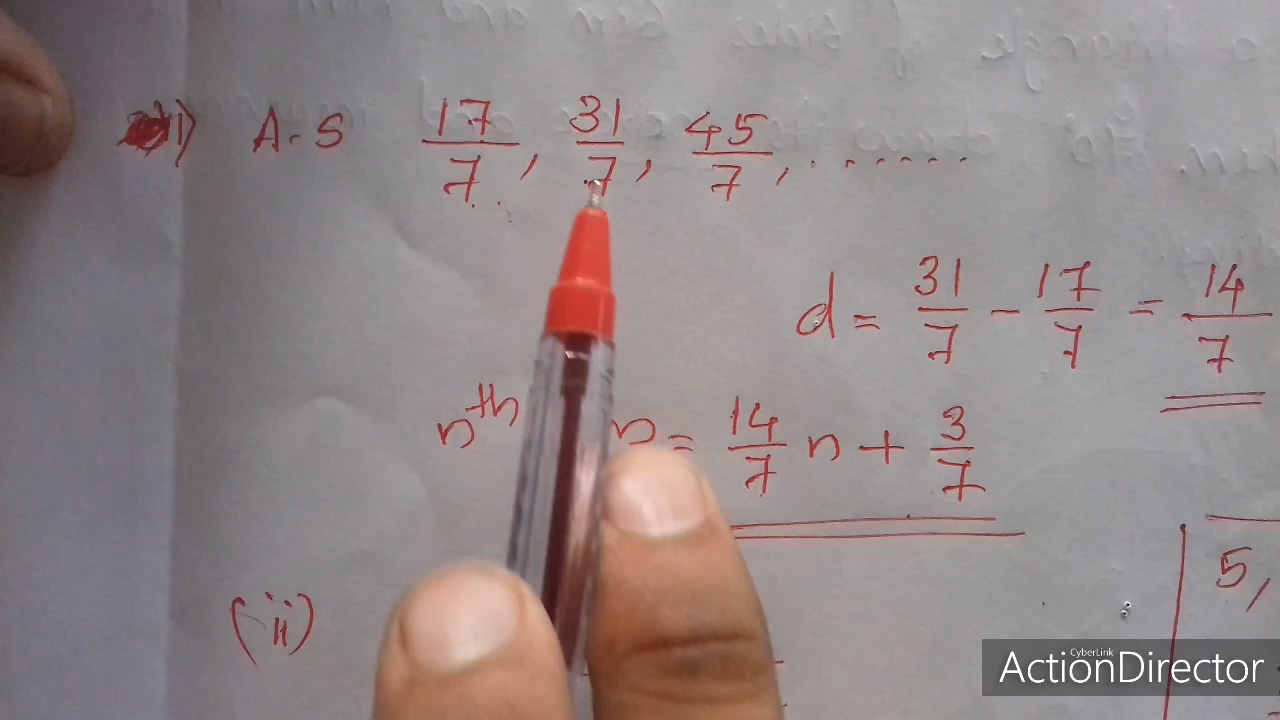 i) A.S 17/7, 31/7, 45/7, .......
d = 31/7 - 17/7 = 14/7
nth n = 14/7 n + 3/7
(ii)
5,
CyberLink
ActionDirector